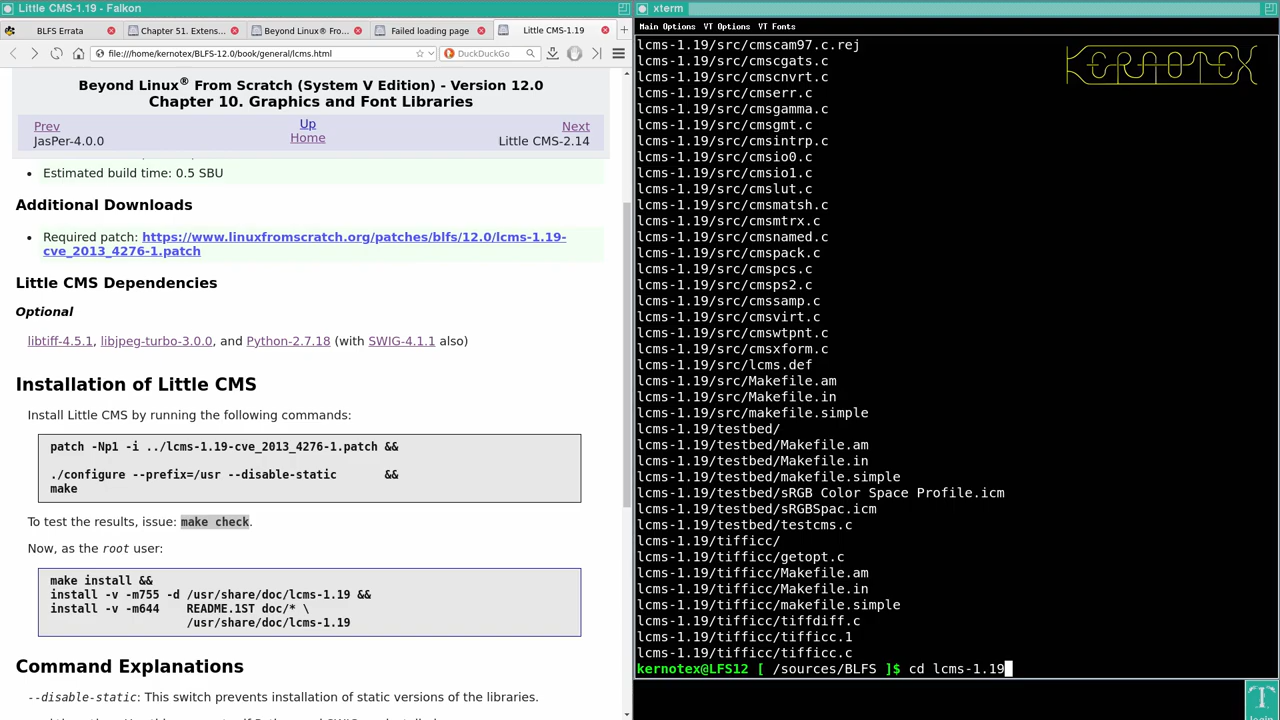 Little CMS-1.19 - Falkon
BLFS Errata
Chapter 51. Extens...
Beyond Linux® Fro...
Failed loading page
Little CMS-1.19
file:///home/kernotex/BLFS-12.0/book/general/lcms.html
DuckDuckGo
Beyond Linux® From Scratch (System V Edition) - Version 12.0
Chapter 10. Graphics and Font Libraries
Prev
Up
Next
JasPer-4.0.0
Home
Little CMS-2.14
Estimated build time: 0.5 SBU
Additional Downloads
Required patch: https://www.linuxfromscratch.org/patches/blfs/12.0/lcms-1.19-
cve_2013_4276-1.patch
Little CMS Dependencies
Optional
libtiff-4.5.1, libjpeg-turbo-3.0.0, and Python-2.7.18 (with SWIG-4.1.1 also)
Installation of Little CMS
Install Little CMS by running the following commands:
patch -Np1 -i ../lcms-1.19-cve_2013_4276-1.patch &&
./configure --prefix=/usr --disable-static &&
make
To test the results, issue: make check.
Now, as the root user:
make install &&
install -v -m755 -d /usr/share/doc/lcms-1.19 &&
install -v -m644 README.1ST doc/* \
/usr/share/doc/lcms-1.19
Command Explanations
--disable-static: This switch prevents installation of static versions of the libraries.
xterm
Main Options VT Options VT Fonts
KERNOTEX
lcms-1.19/src/cmscam97.c.rej
lcms-1.19/src/cmscgats.c
lcms-1.19/src/cmscnvrt.c
lcms-1.19/src/cmserr.c
lcms-1.19/src/cmsgamma.c
lcms-1.19/src/cmsgmt.c
lcms-1.19/src/cmsintrp.c
lcms-1.19/src/cmsio0.c
lcms-1.19/src/cmsio1.c
lcms-1.19/src/cmslut.c
lcms-1.19/src/cmsmatsh.c
lcms-1.19/src/cmsmtrx.c
lcms-1.19/src/cmsnamed.c
lcms-1.19/src/cmspack.c
lcms-1.19/src/cmspcs.c
lcms-1.19/src/cmsps2.c
lcms-1.19/src/cmssamp.c
lcms-1.19/src/cmsvirt.c
lcms-1.19/src/cmswtpnt.c
lcms-1.19/src/cmsxform.c
lcms-1.19/src/lcms.def
lcms-1.19/src/Makefile.am
lcms-1.19/src/Makefile.in
lcms-1.19/src/makefile.simple
lcms-1.19/testbed/
lcms-1.19/testbed/Makefile.am
lcms-1.19/testbed/Makefile.in
lcms-1.19/testbed/makefile.simple
lcms-1.19/testbed/sRGB Color Space Profile.icm
lcms-1.19/testbed/sRGBSpac.icm
lcms-1.19/testbed/testcms.c
lcms-1.19/tifficc/
lcms-1.19/tifficc/getopt.c
lcms-1.19/tifficc/Makefile.am
lcms-1.19/tifficc/Makefile.in
lcms-1.19/tifficc/makefile.simple
lcms-1.19/tifficc/tiffdiff.c
lcms-1.19/tifficc/tifficc.1
lcms-1.19/tifficc/tifficc.c
kernotex@LFS12 [ /sources/BLFS ]$ cd lcms-1.19